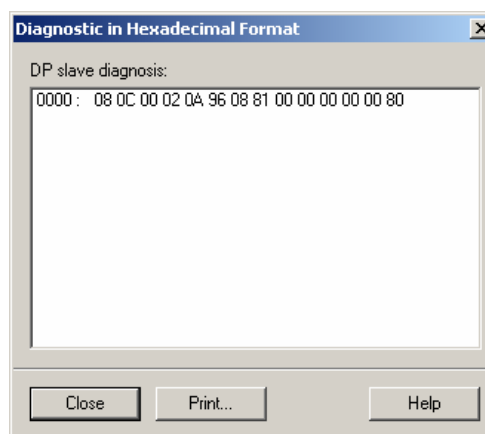 Diagnostic in Hexadecimal Format
DP slave diagnosis:
0000 : 08 0C 00 02 0A 96 08 81 00 00 00 00 00 80
Close Print... Help